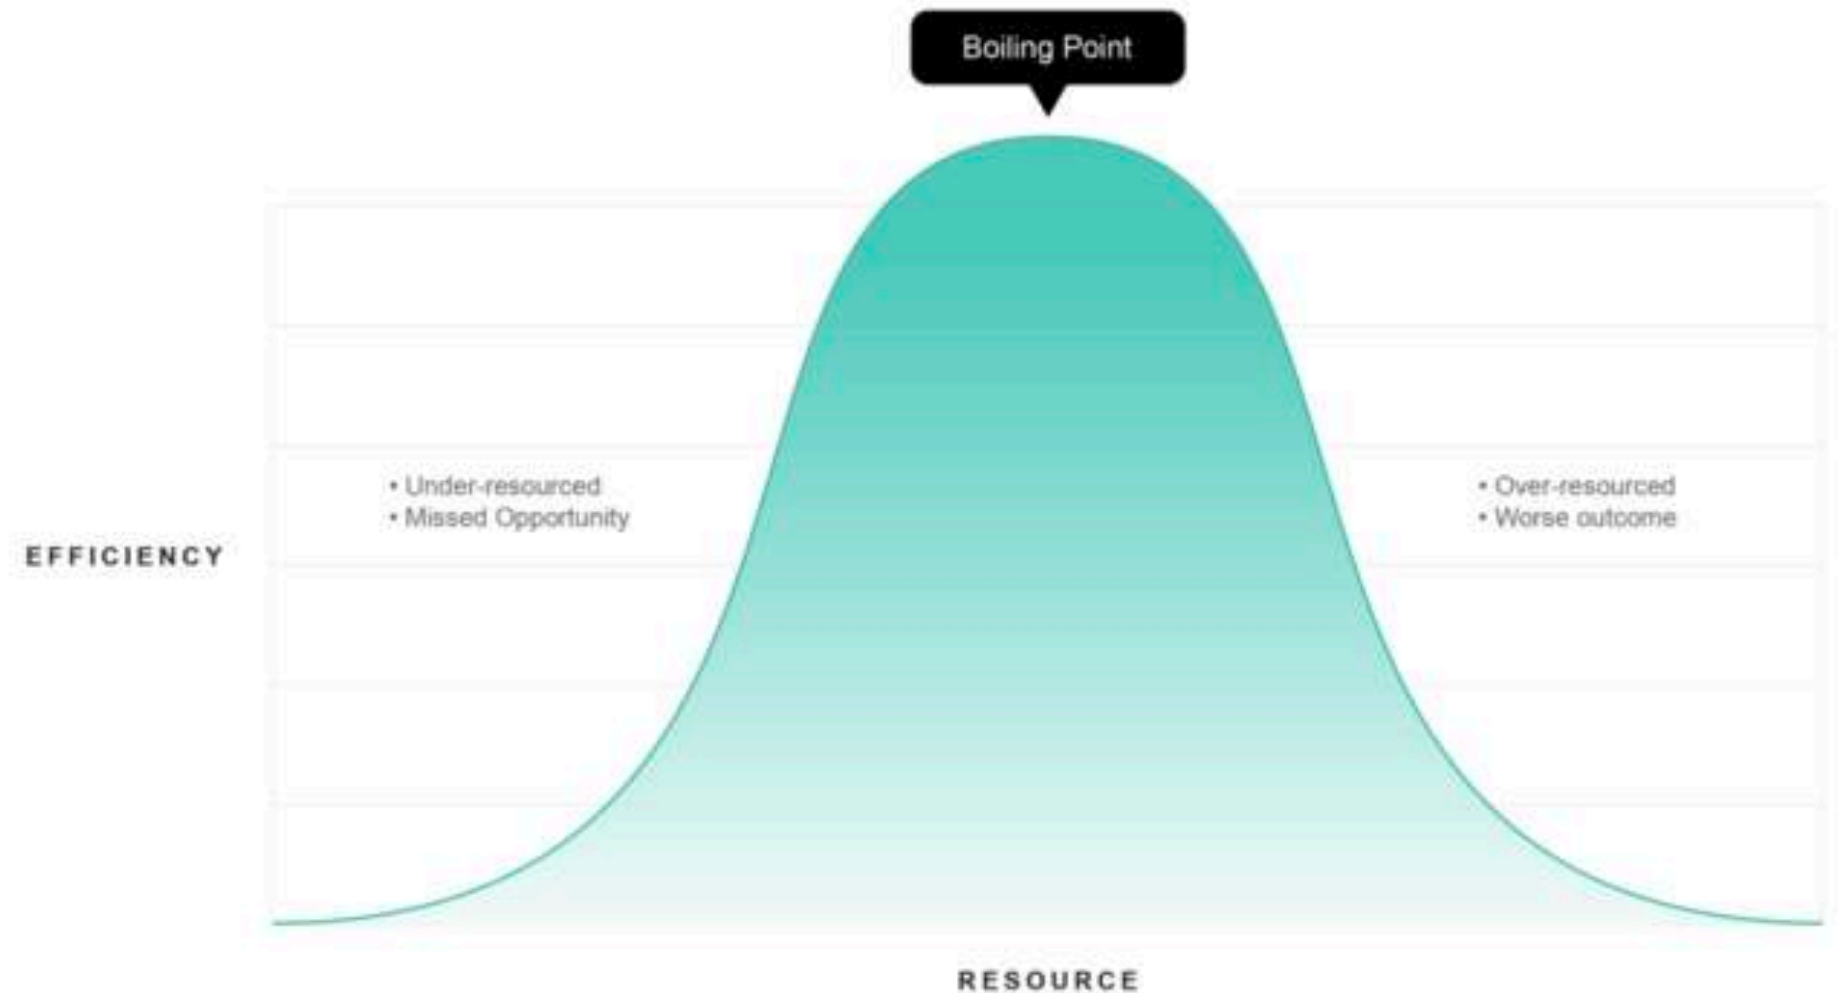 Boiling Point
• Under-resourced
• Missed Opportunity
• Over-resourced
• Worse outcome
EFFICIENCY
RESOURCE